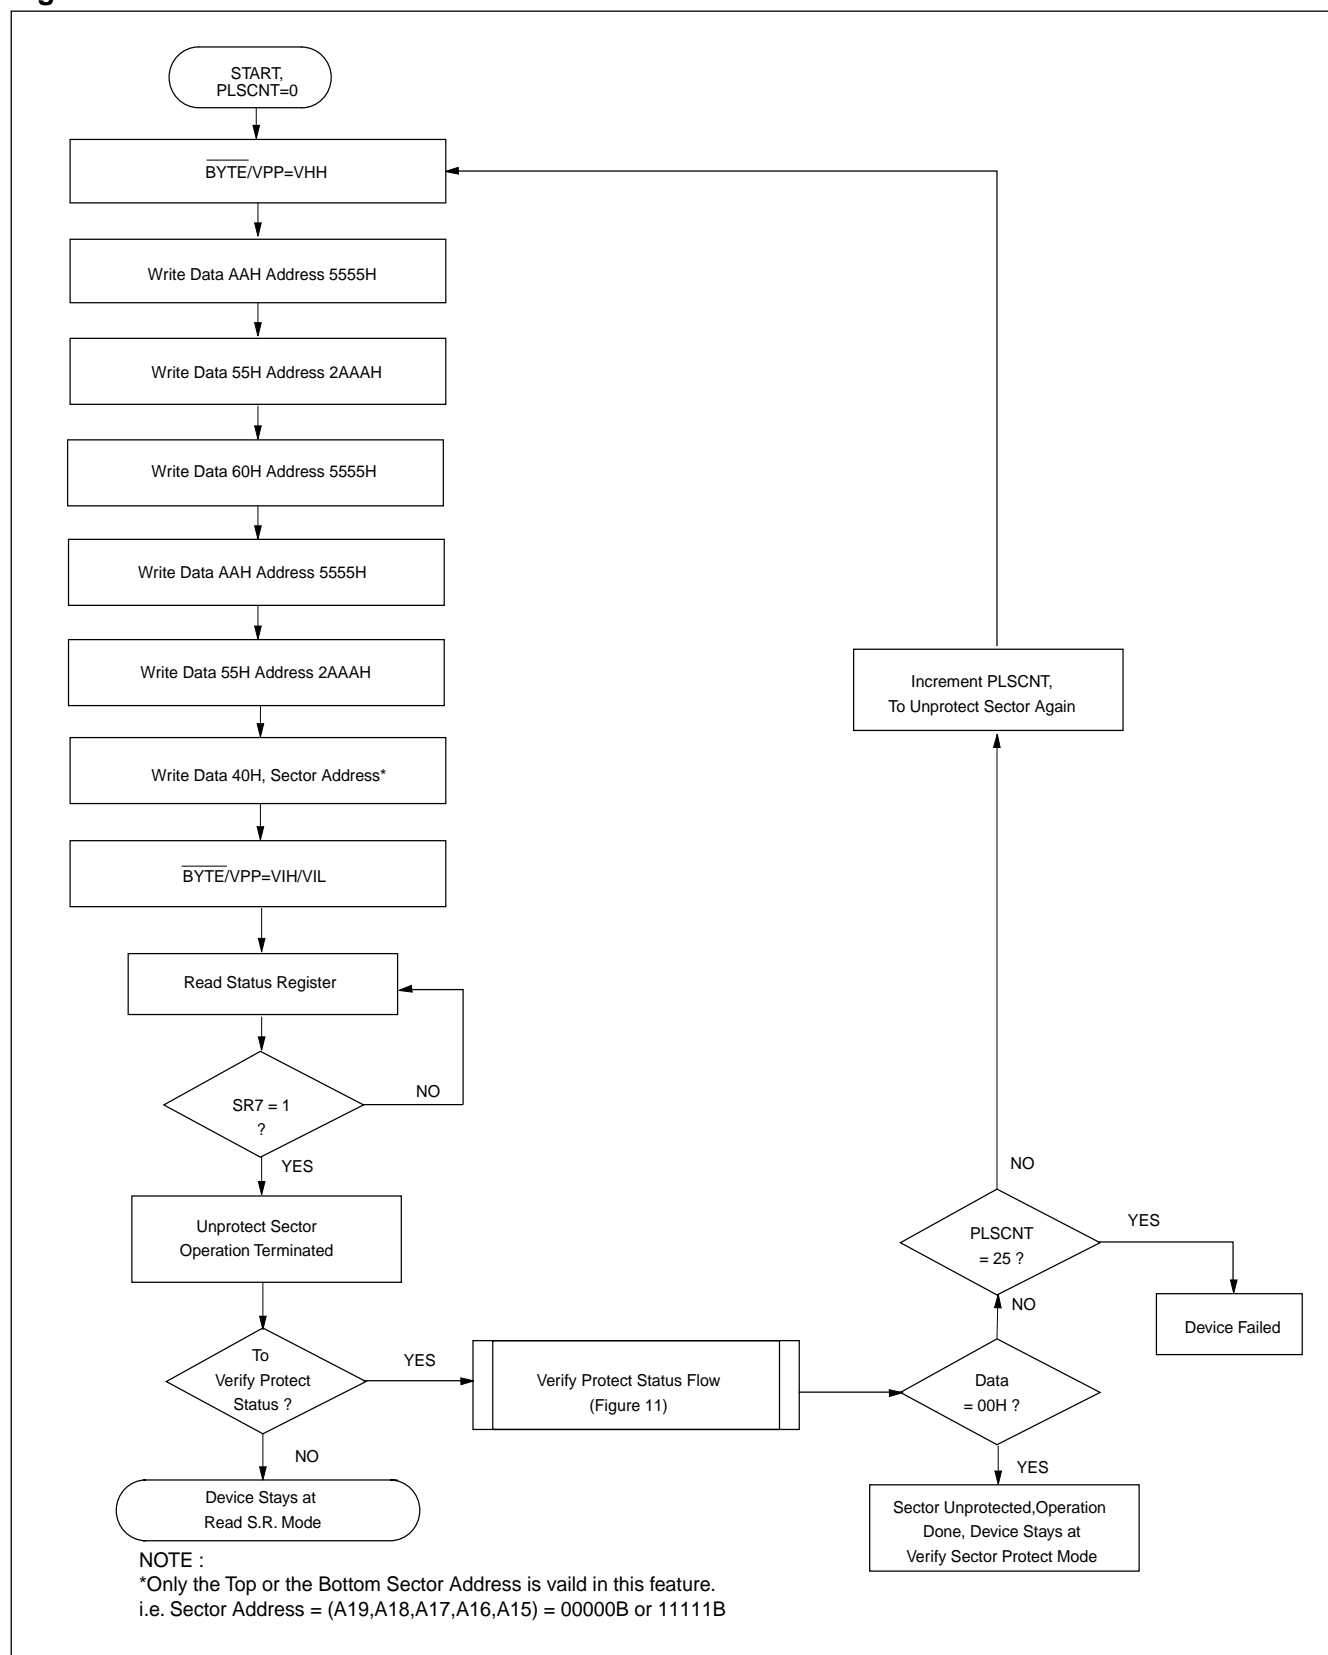 START,
PLSCNT=0
BYTE/VPP=VHH
Write Data AAH Address 5555H
Write Data 55H Address 2AAAH
Write Data 60H Address 5555H
Write Data AAH Address 5555H
Write Data 55H Address 2AAAH
Write Data 40H, Sector Address*
BYTE/VPP=VIH/VIL
Read Status Register
SR7 = 1
?
NO
YES
Unprotect Sector
Operation Terminated
To
Verify Protect
Status ?
YES
NO
Device Stays at
Read S.R. Mode
Verify Protect Status Flow
(Figure 11)
Data
= 00H ?
YES
Sector Unprotected,Operation
Done, Device Stays at
Verify Sector Protect Mode
NO
PLSCNT
= 25 ?
YES
Device Failed
NO
Increment PLSCNT,
To Unprotect Sector Again
NOTE :
*Only the Top or the Bottom Sector Address is vaild in this feature.
i.e. Sector Address = (A19,A18,A17,A16,A15) = 00000B or 11111B